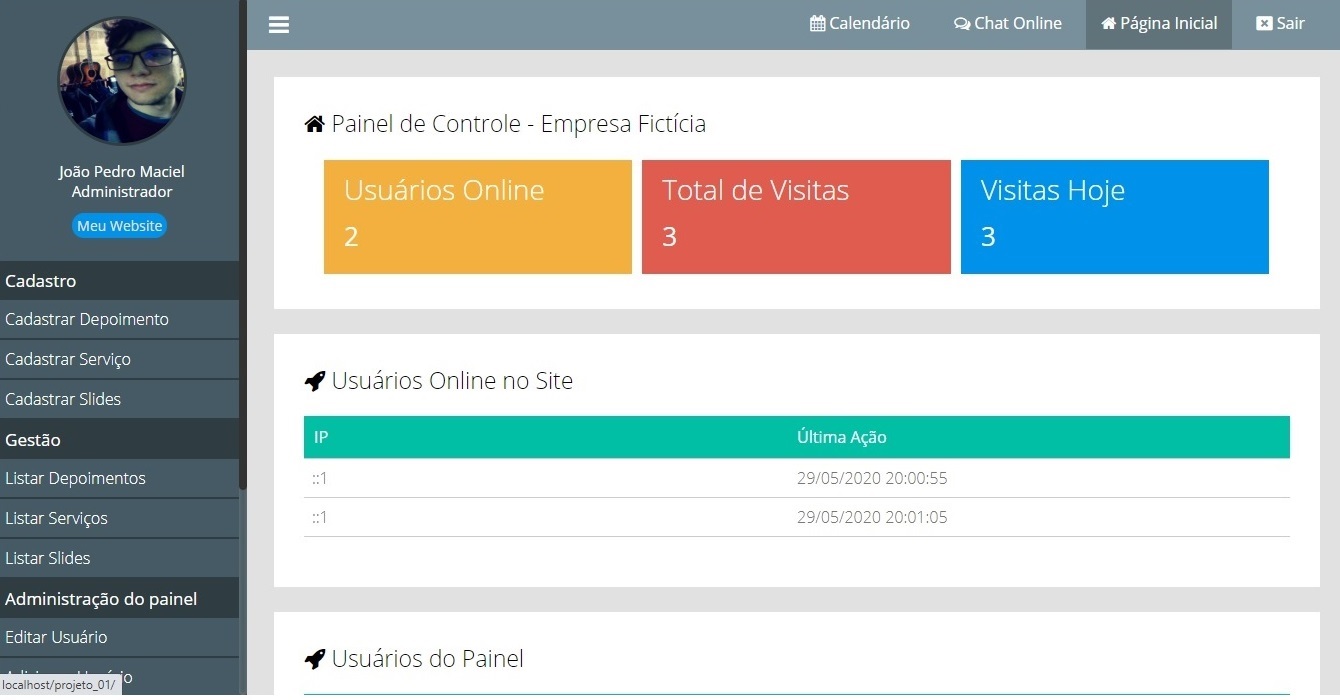 João Pedro Maciel
Administrador
Meu Website
Cadastro
Cadastrar Depoimento
Cadastrar Serviço
Cadastrar Slides
Gestão
Listar Depoimentos
Listar Serviços
Listar Slides
Administração do painel
Editar Usuário
localhost/projeto_01/
Calendário
Chat Online
Página Inicial
Sair
Painel de Controle - Empresa Fictícia
Usuários Online
2
Total de Visitas
3
Visitas Hoje
3
Usuários Online no Site
IP Última Ação
::1 29/05/2020 20:00:55
::1 29/05/2020 20:01:05
Usuários do Painel